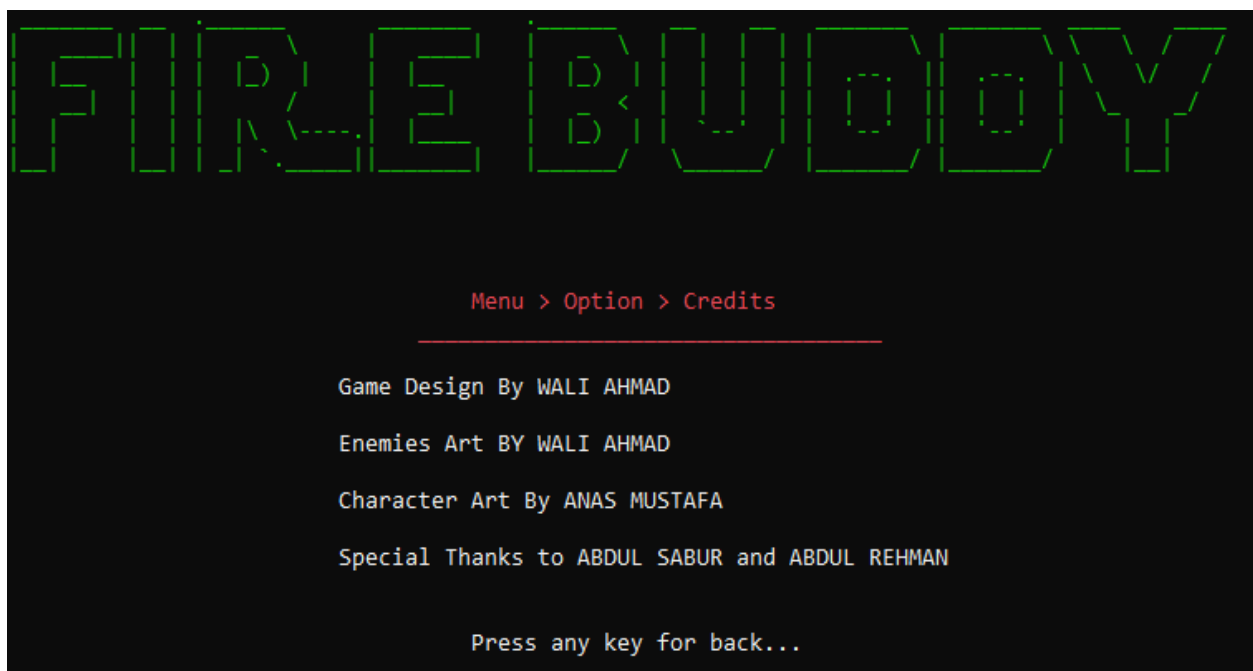 FIRE BUDDY
Menu > Option > Credits
Game Design By WALI AHMAD
Enemies Art BY WALI AHMAD
Character Art By ANAS MUSTAFA
Special Thanks to ABDUL SABUR and ABDUL REHMAN
Press any key for back...